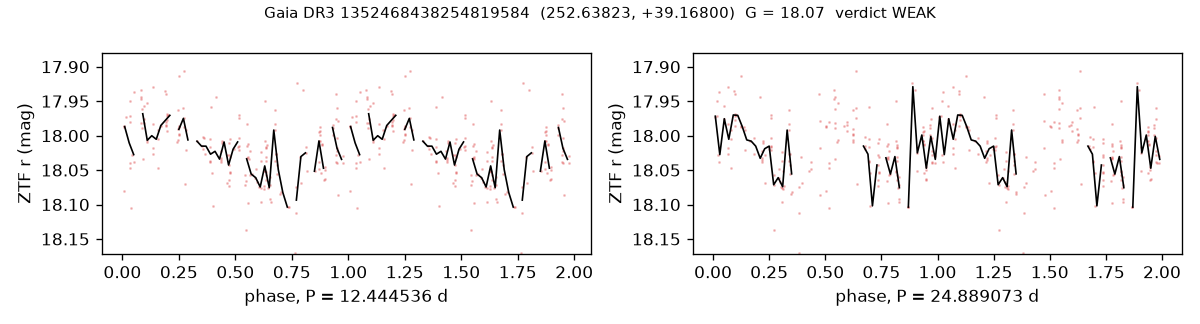 Gaia DR3 1352468438254819584 (252.63823, +39.16800) G = 18.07 verdict WEAK
ZTF r (mag)
17.90
17.95
18.00
18.05
18.10
18.15
0.00 0.25 0.50 0.75 1.00 1.25 1.50 1.75 2.00
phase, P = 12.444536 d
ZTF r (mag)
17.90
17.95
18.00
18.05
18.10
18.15
0.00 0.25 0.50 0.75 1.00 1.25 1.50 1.75 2.00
phase, P = 24.889073 d